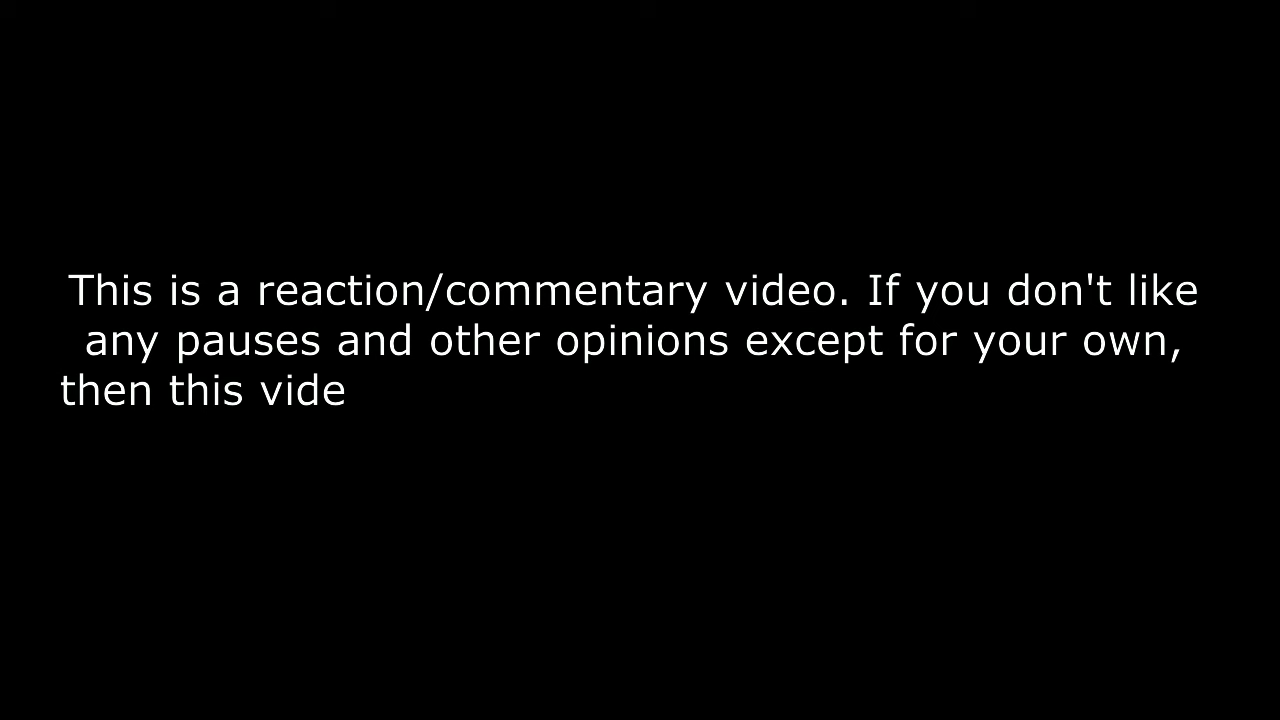 This is a reaction/commentary video. If you don't like
any pauses and other opinions except for your own,
then this vide